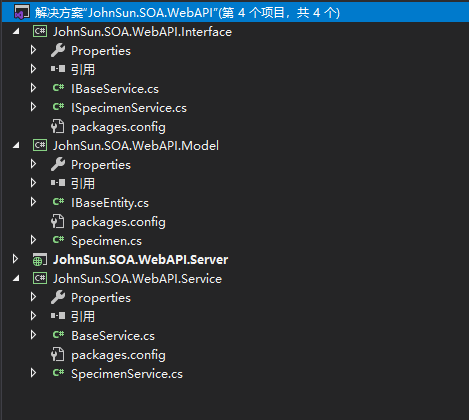 解决方案"JohnSun.SOA.WebAPI"(第 4 个项目，共 4 个)
C# JohnSun.SOA.WebAPI.Interface
Properties
引用
C# IBaseService.cs
C# ISpecimenService.cs
packages.config
C# JohnSun.SOA.WebAPI.Model
Properties
引用
C# IBaseEntity.cs
packages.config
C# Specimen.cs
JohnSun.SOA.WebAPI.Server
C# JohnSun.SOA.WebAPI.Service
Properties
引用
C# BaseService.cs
packages.config
C# SpecimenService.cs